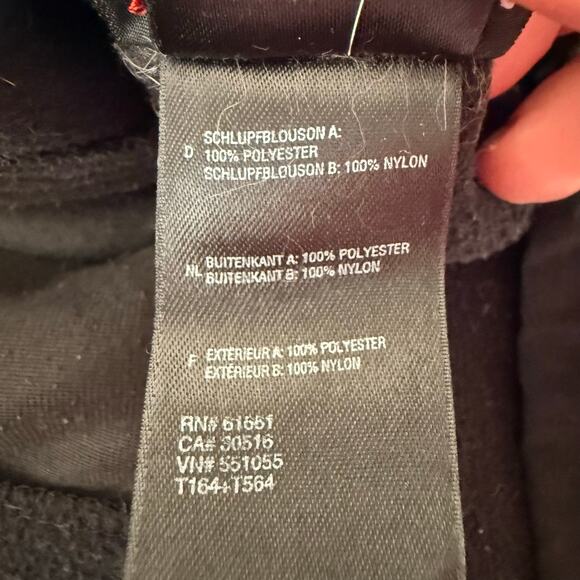 D SCHLUPFBLOUSON A:
100% POLYESTER
SCHLUPFBLOUSON B: 100% NYLON
NL BUITENKANT A: 100% POLYESTER
BUITENKANT B: 100% NYLON
F EXTÉRIEUR A: 100% POLYESTER
EXTÉRIEUR B: 100% NYLON
RN# 61661
CA# 30516
VN# 551055
T164+T564